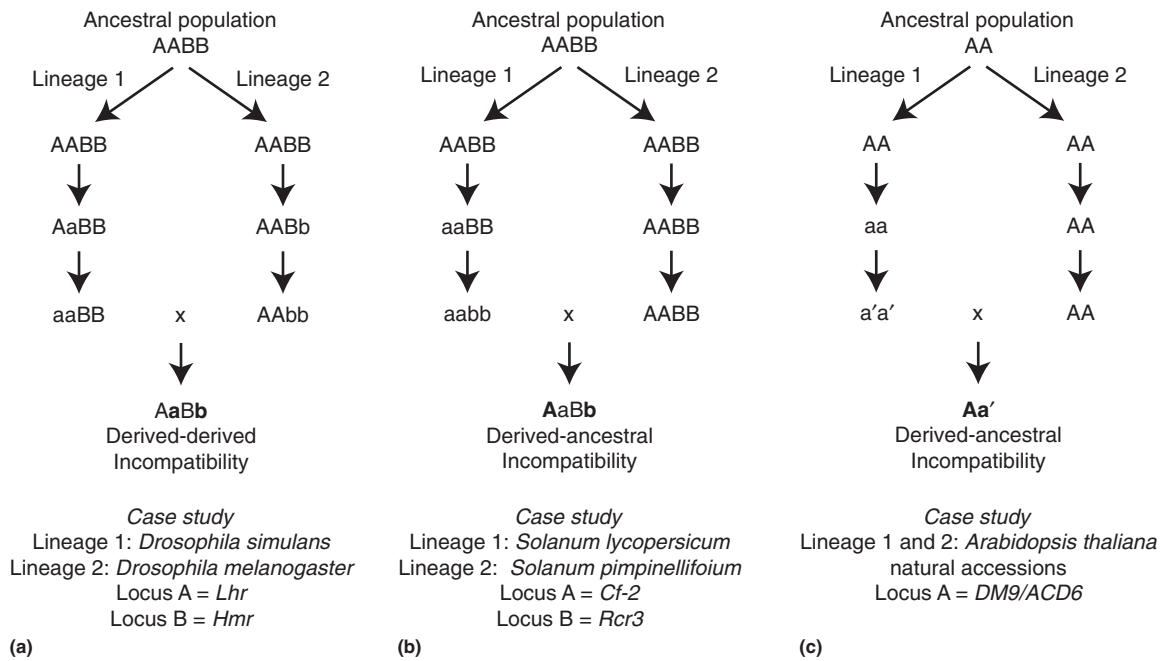 Ancestral population
AABB
Lineage 1
Lineage 2
AABB
AABB
AaBB
AABb
aaBB
x
AAbb
AaBb
Derived-derived
Incompatibility
Case study
Lineage 1: Drosophila simulans
Lineage 2: Drosophila melanogaster
Locus A = Lhr
Locus B = Hmr
(a)
Ancestral population
AABB
Lineage 1
Lineage 2
AABB
AABB
aaBB
AABB
aabb
x
AABB
AaBb
Derived-ancestral
Incompatibility
Case study
Lineage 1: Solanum lycopersicum
Lineage 2: Solanum pimpinellifoium
Locus A = Cf-2
Locus B = Rcr3
(b)
Ancestral population
AA
Lineage 1
Lineage 2
AA
AA
aa
AA
a′a′
x
AA
Aa′
Derived-ancestral
Incompatibility
Case study
Lineage 1 and 2: Arabidopsis thaliana
natural accessions
Locus A = DM9/ACD6
(c)